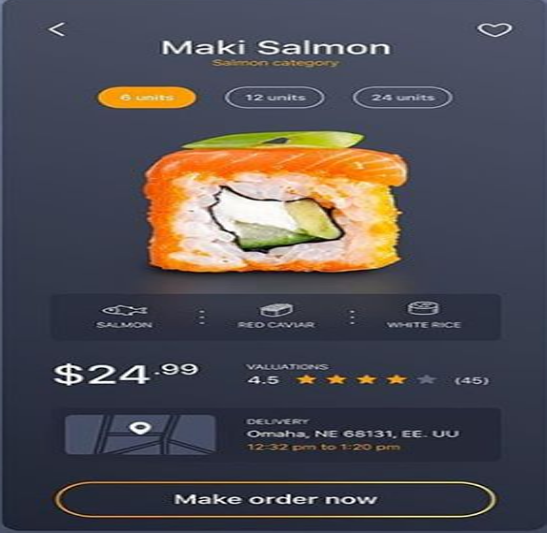 Maki Salmon
Salmon category
6 units 12 units 24 units
SALMON RED CAVIAR WHITE RICE
$24.99
VALUATIONS
4.5 (45)
DELIVERY
Omaha, NE 68131, EE. UU
12:32 pm to 1:20 pm
Make order now